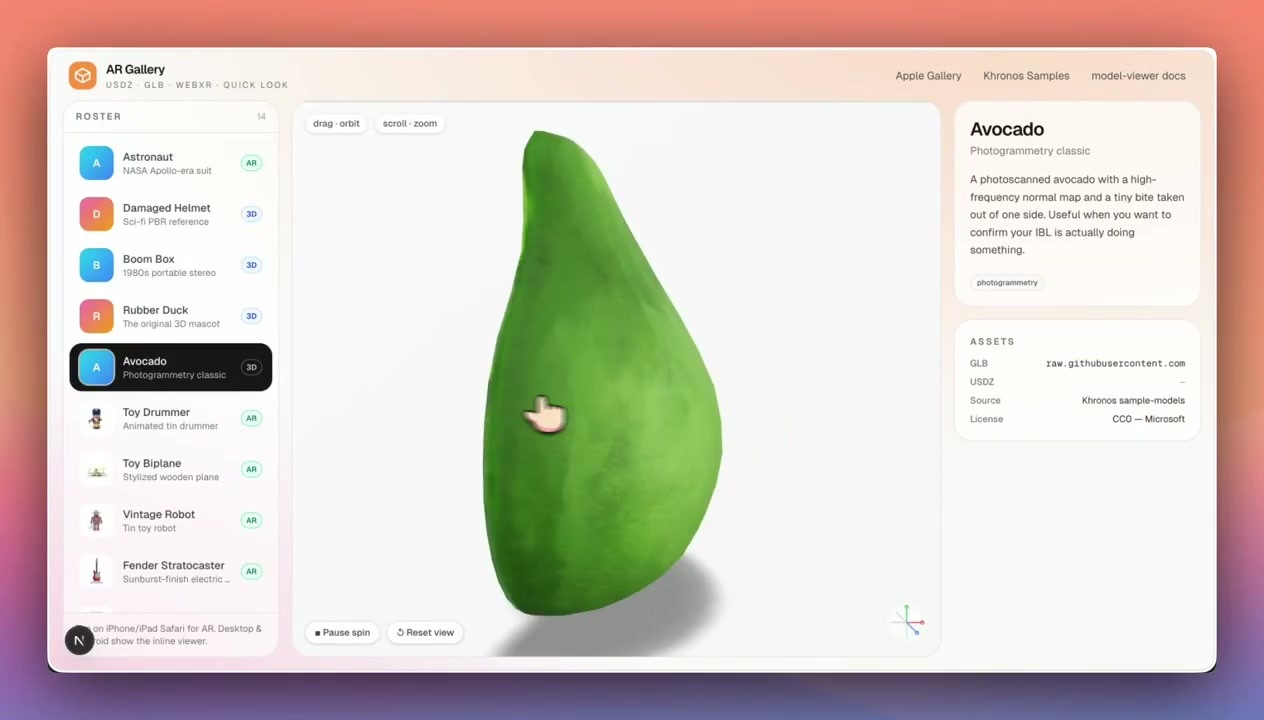 AR Gallery
USDZ · GLB · WEBXR · QUICK LOOK
Apple Gallery
Khronos Samples
model-viewer docs
ROSTER
14
A
Astronaut
NASA Apollo-era suit
AR
D
Damaged Helmet
Sci-fi PBR reference
3D
B
Boom Box
1980s portable stereo
3D
R
Rubber Duck
The original 3D mascot
3D
A
Avocado
Photogrammetry classic
3D
Toy Drummer
Animated tin drummer
AR
Toy Biplane
Stylized wooden plane
AR
Vintage Robot
Tin toy robot
AR
Fender Stratocaster
Sunburst-finish electric ...
AR
on iPhone/iPad Safari for AR. Desktop &
show the inline viewer.
N
drag · orbit
scroll · zoom
Pause spin
Reset view
Avocado
Photogrammetry classic
A photoscanned avocado with a high-
frequency normal map and a tiny bite taken
out of one side. Useful when you want to
confirm your IBL is actually doing
something.
photogrammetry
ASSETS
GLB raw.githubusercontent.com
USDZ –
Source Khronos sample-models
License CC0 — Microsoft